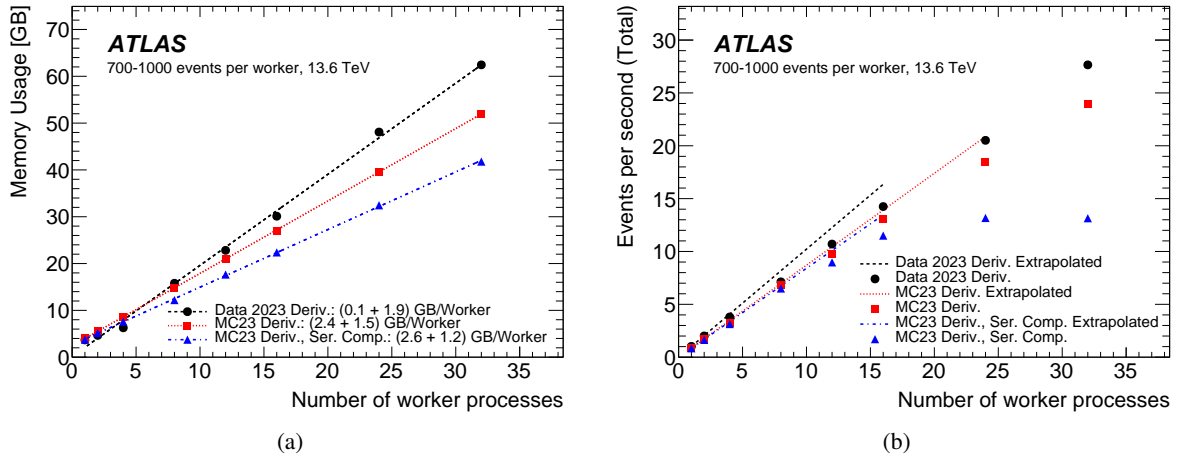 Memory Usage [GB]
70
60
50
40
30
20
10
0
ATLAS
700-1000 events per worker, 13.6 TeV
Data 2023 Deriv.: (0.1 + 1.9) GB/Worker
MC23 Deriv.: (2.4 + 1.5) GB/Worker
MC23 Deriv., Ser. Comp.: (2.6 + 1.2) GB/Worker
0 5 10 15 20 25 30 35
Number of worker processes
(a)
Events per second (Total)
30
25
20
15
10
5
0
ATLAS
700-1000 events per worker, 13.6 TeV
Data 2023 Deriv. Extrapolated
Data 2023 Deriv.
MC23 Deriv. Extrapolated
MC23 Deriv.
MC23 Deriv., Ser. Comp. Extrapolated
MC23 Deriv., Ser. Comp.
0 5 10 15 20 25 30 35
Number of worker processes
(b)